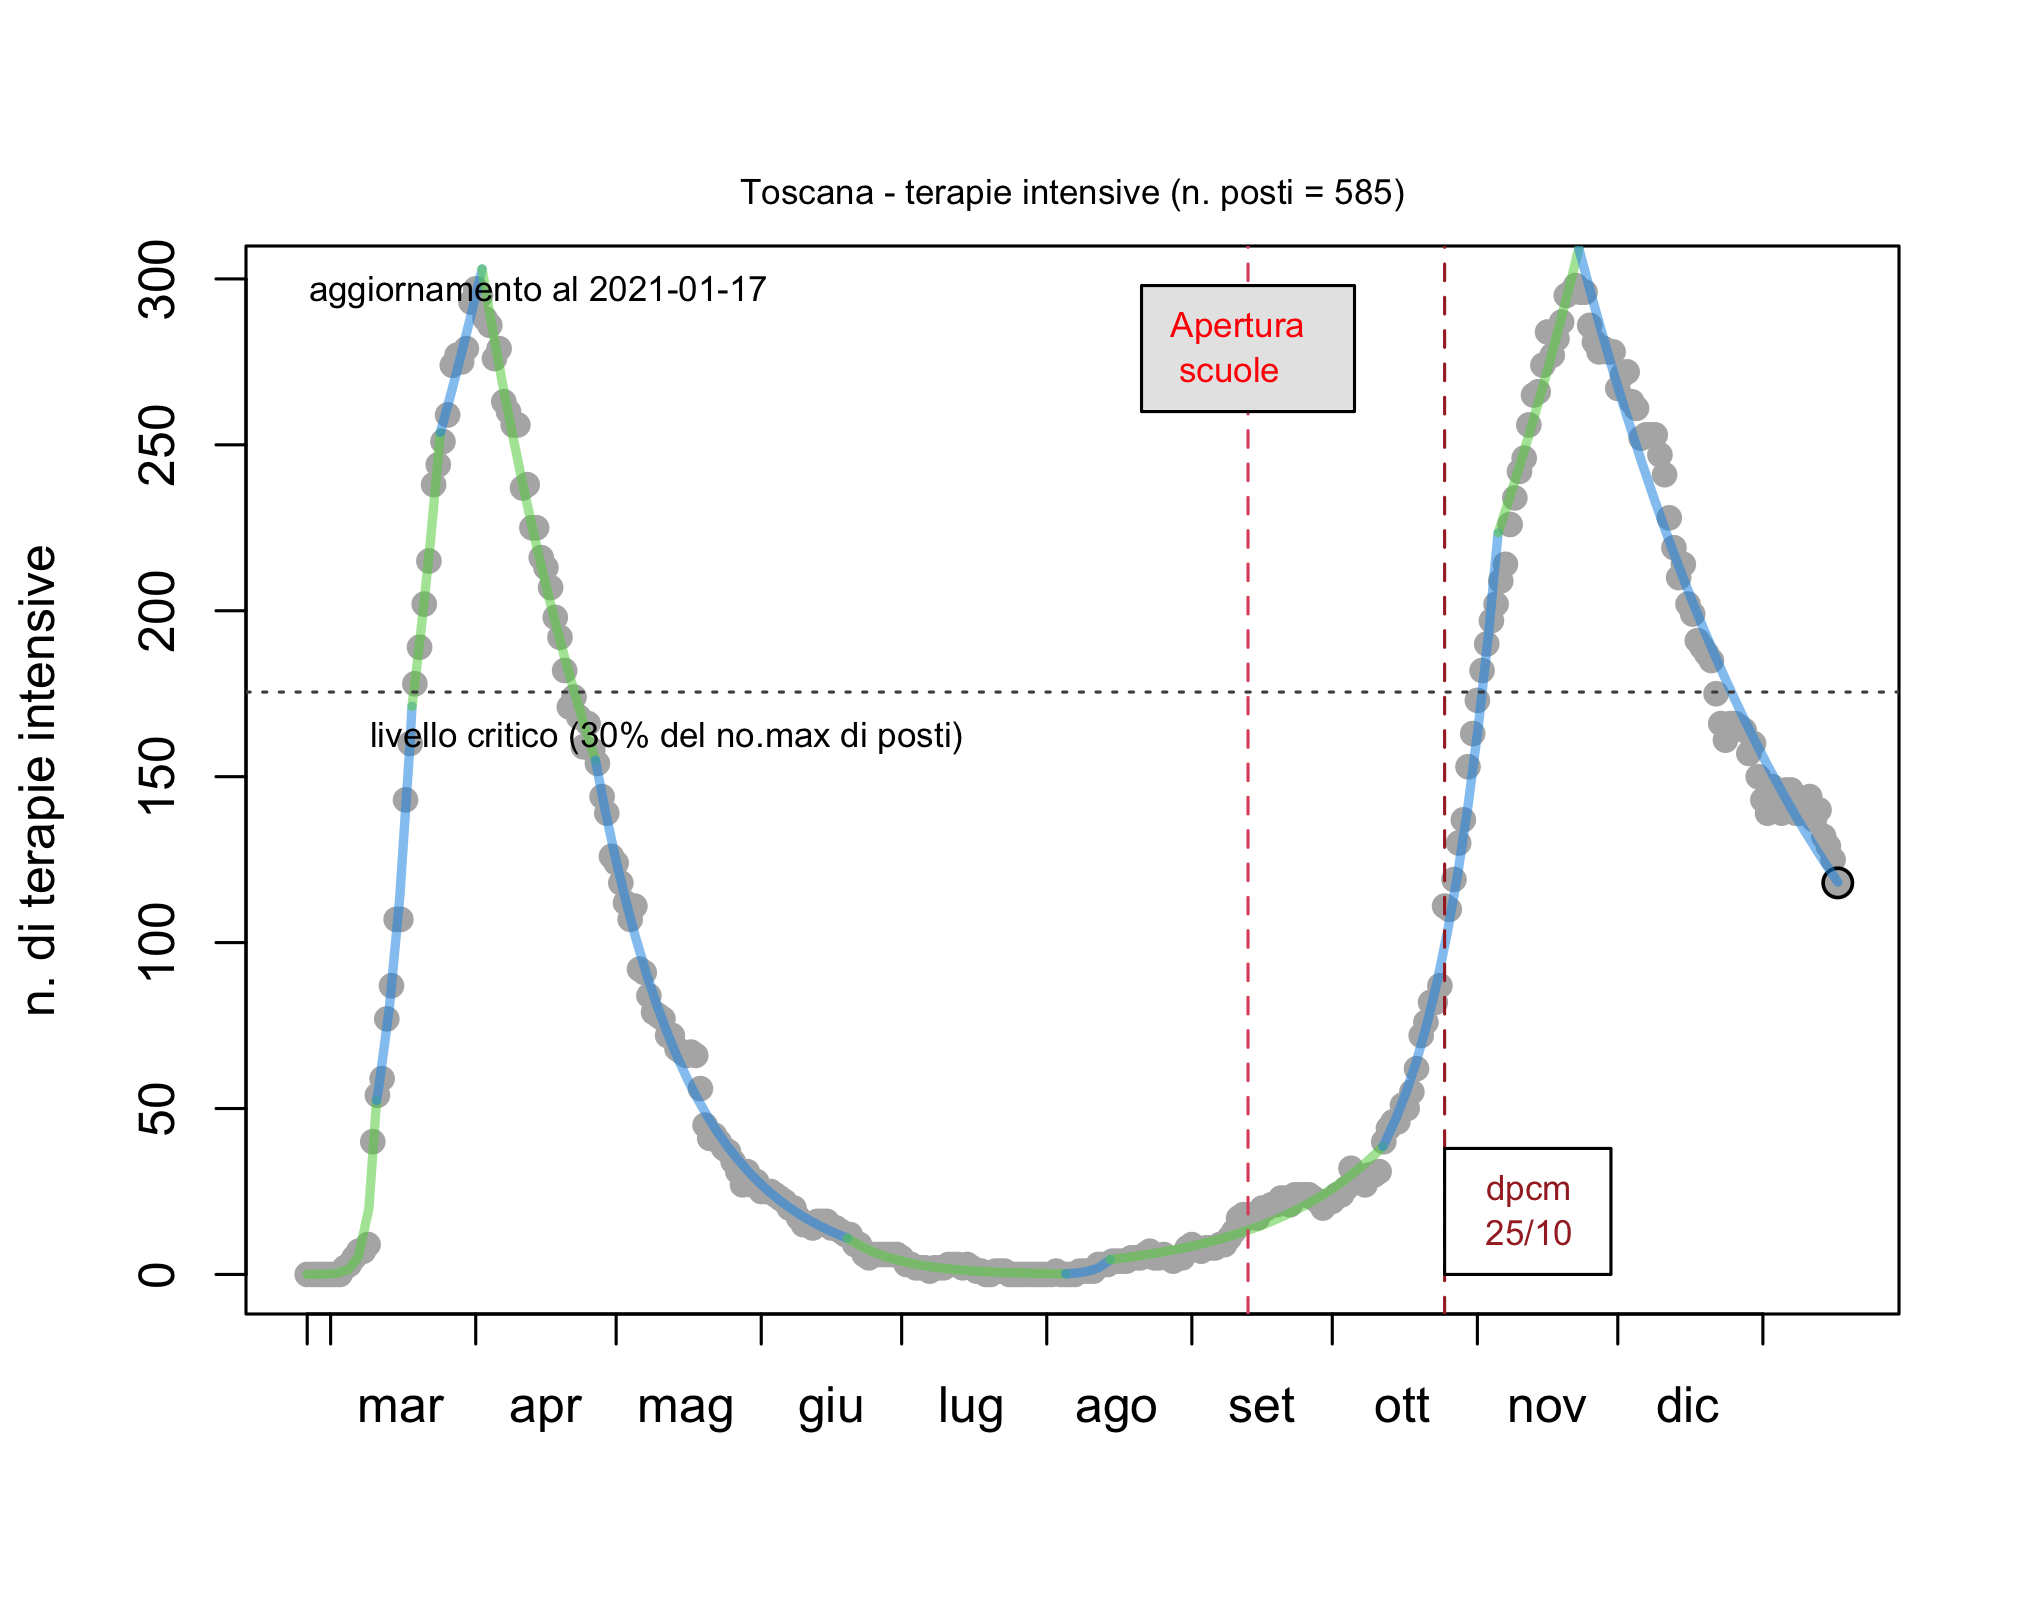 Toscana - terapie intensive (n. posti = 585)
aggiornamento al 2021-01-17
Apertura
scuole
livello critico (30% del no.max di posti)
dpcm
25/10
n. di terapie intensive
300
250
200
150
100
50
0
mar apr mag giu lug ago set ott nov dic